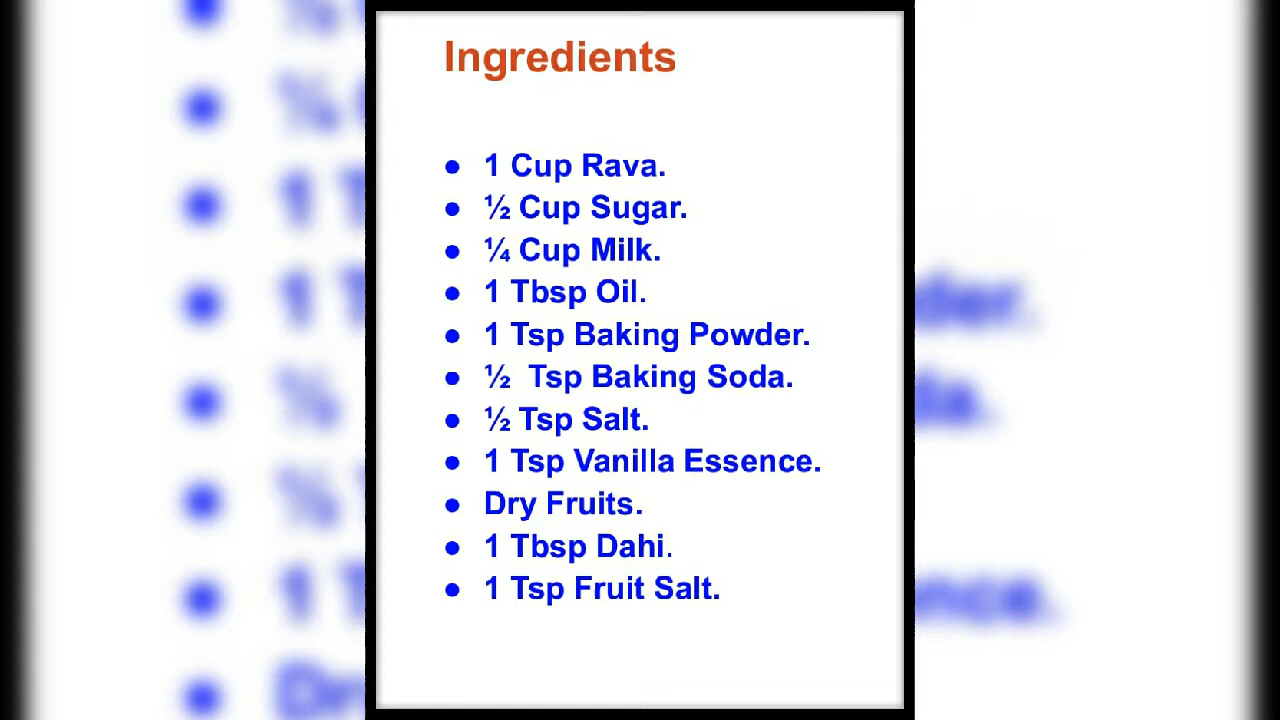 Ingredients
● 1 Cup Rava.
● ½ Cup Sugar.
● ¼ Cup Milk.
● 1 Tbsp Oil.
● 1 Tsp Baking Powder.
● ½  Tsp Baking Soda.
● ½ Tsp Salt.
● 1 Tsp Vanilla Essence.
● Dry Fruits.
● 1 Tbsp Dahi.
● 1 Tsp Fruit Salt.